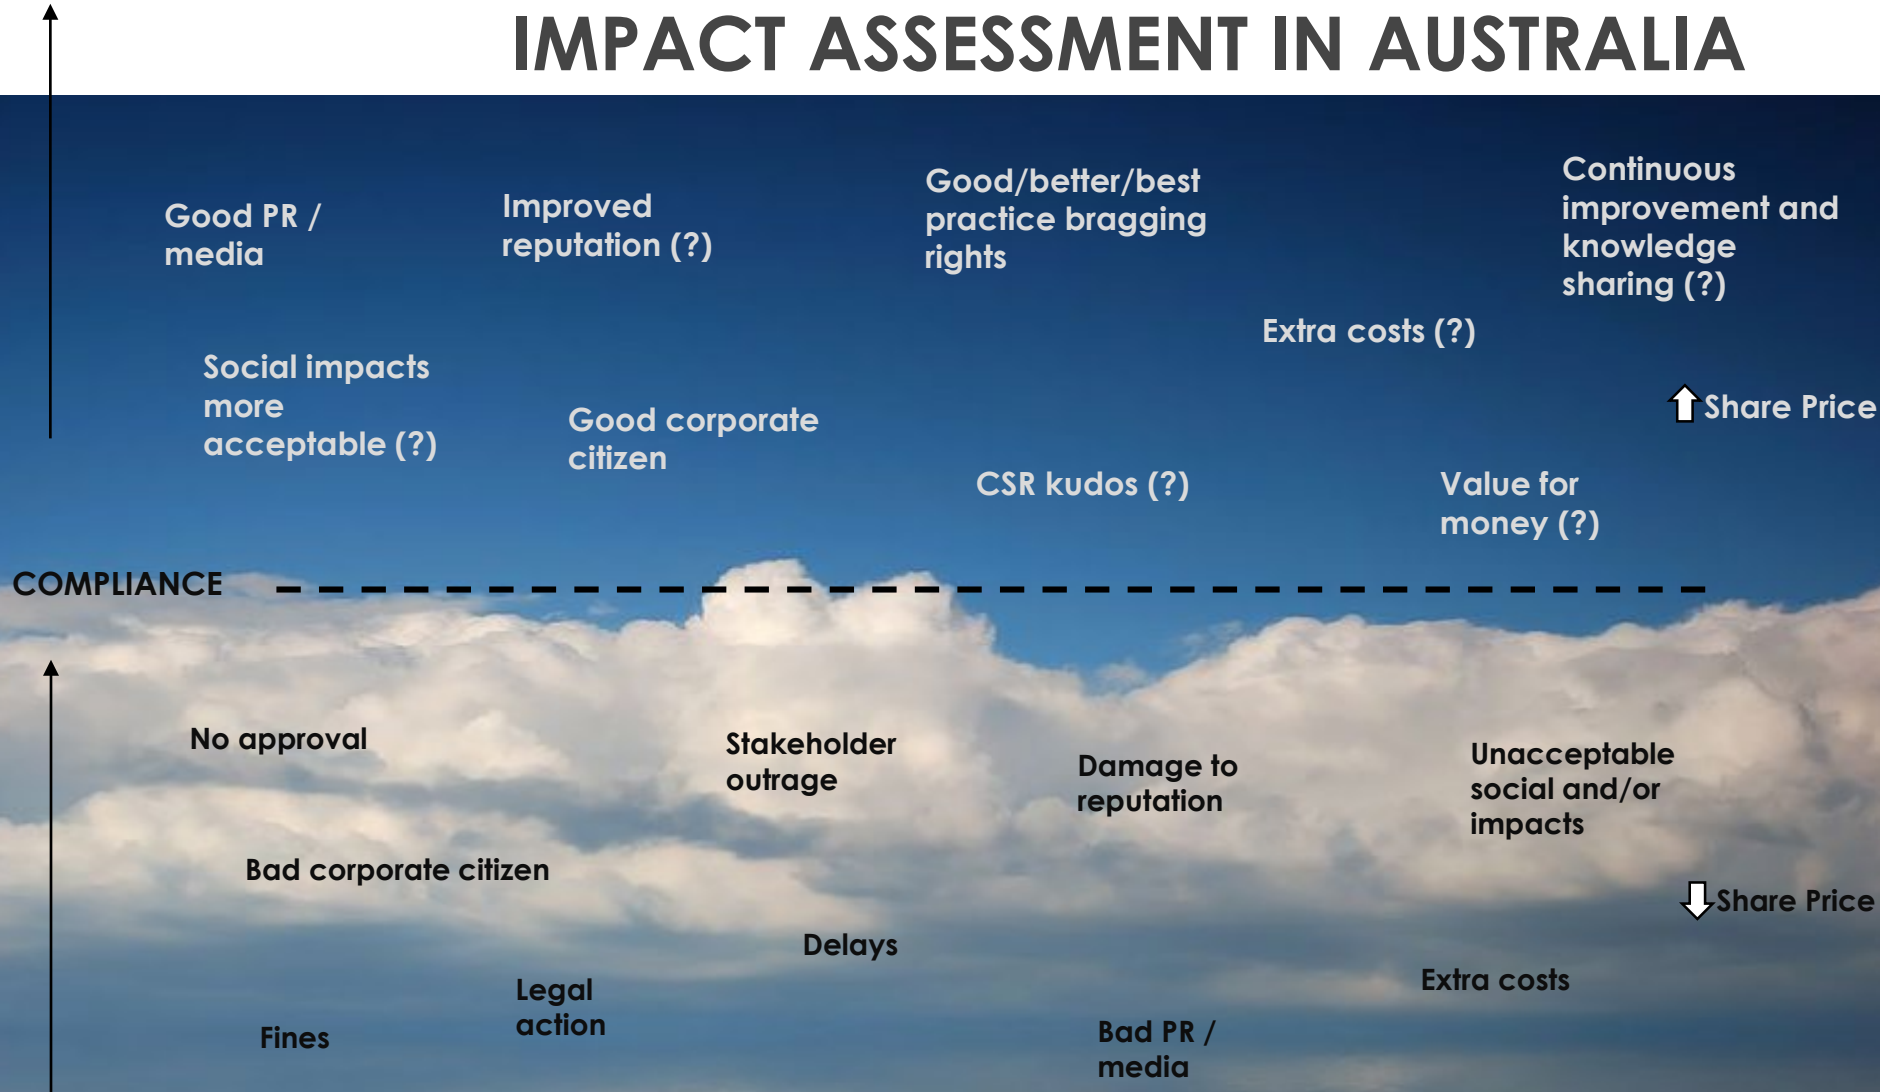 IMPACT ASSESSMENT IN AUSTRALIA
Good PR /
media
Improved
reputation (?)
Good/better/best
practice bragging
rights
Continuous
improvement and
knowledge
sharing (?)
Extra costs (?)
Social impacts
more
acceptable (?)
Good corporate
citizen
Share Price
CSR kudos (?)
Value for
money (?)
COMPLIANCE
No approval
Stakeholder
outrage
Damage to
reputation
Unacceptable
social and/or
impacts
Bad corporate citizen
Share Price
Delays
Legal
action
Extra costs
Fines
Bad PR /
media